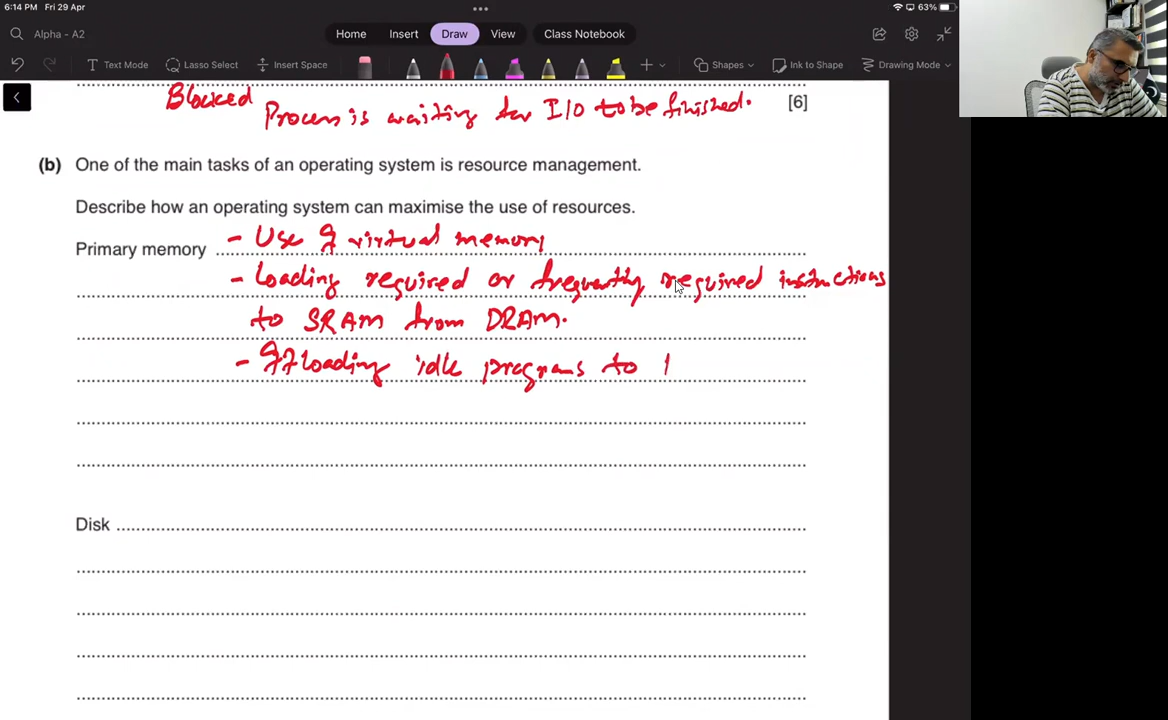 6:14 PM Fri 29 Apr
63%
Alpha - A2
Home Insert Draw View Class Notebook
Text Mode Lasso Select Insert Space Shapes Ink to Shape Drawing Mode
Blocked
Process is waiting for I/O to be finished.
[6]
(b) One of the main tasks of an operating system is resource management.
Describe how an operating system can maximise the use of resources.
Primary memory - Use of virtual memory
- Loading required or frequently required instructions
to SRAM from DRAM.
- Offloading idle programs to
Disk